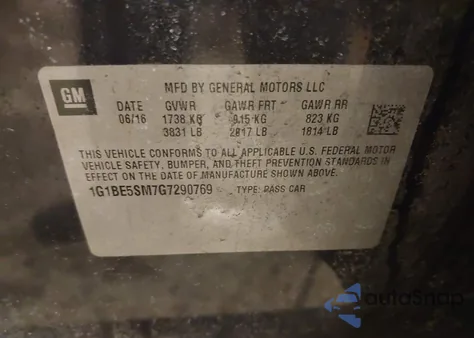 GM
MFD BY GENERAL MOTORS LLC
DATE GVWR GAWR FRT GAWR RR
06/16 1738 KG 915 KG 823 KG
3831 LB 2017 LB 1814 LB
THIS VEHICLE CONFORMS TO ALL APPLICABLE U.S. FEDERAL MOTOR
VEHICLE SAFETY, BUMPER, AND THEFT PREVENTION STANDARDS IN
EFFECT ON THE DATE OF MANUFACTURE SHOWN ABOVE.
1G1BE5SM7G7290769 TYPE: PASS CAR
autoSnap